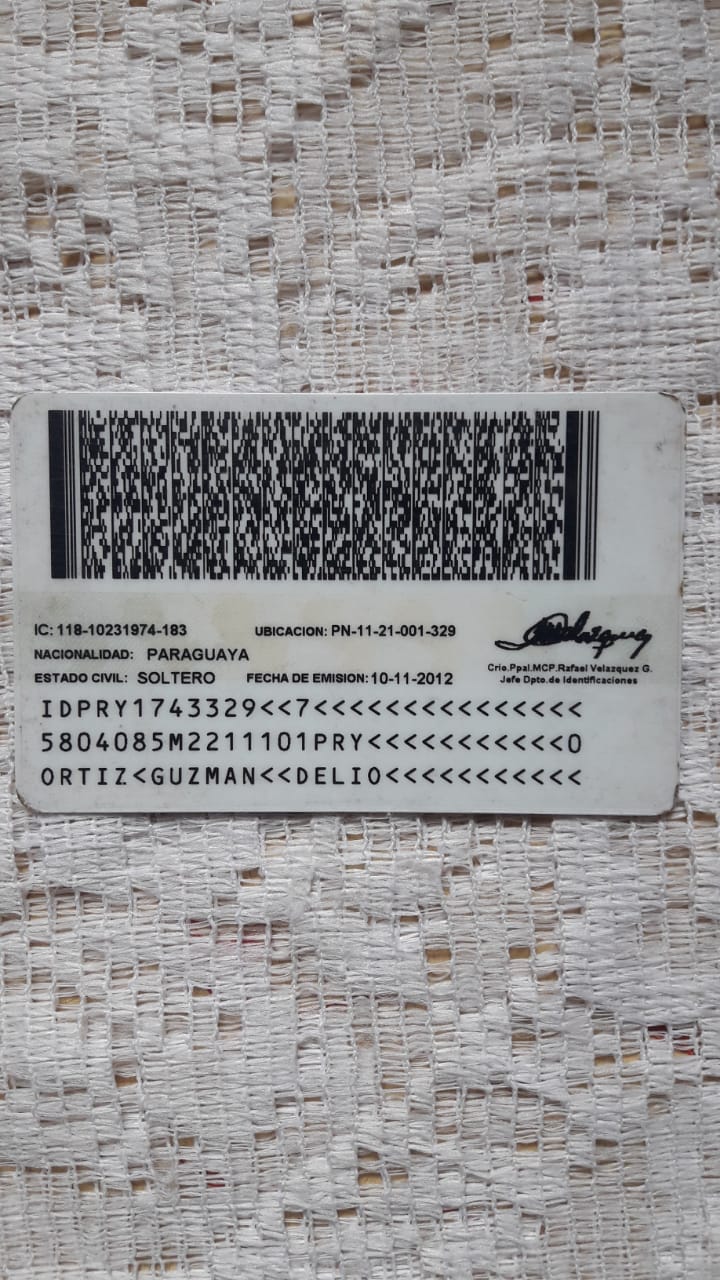 IC: 118-10231974-183 UBICACION: PN-11-21-001-329
NACIONALIDAD: PARAGUAYA
Crio.Ppal.MCP.Rafael Velazquez G.
ESTADO CIVIL: SOLTERO FECHA DE EMISION: 10-11-2012
Jefe Dpto.de Identificaciones
IDPRY1743329<<7<<<<<<<<<<<<<<<
5804085M2211101PRY<<<<<<<<<<<0
ORTIZ<GUZMAN<<DELIO<<<<<<<<<<<